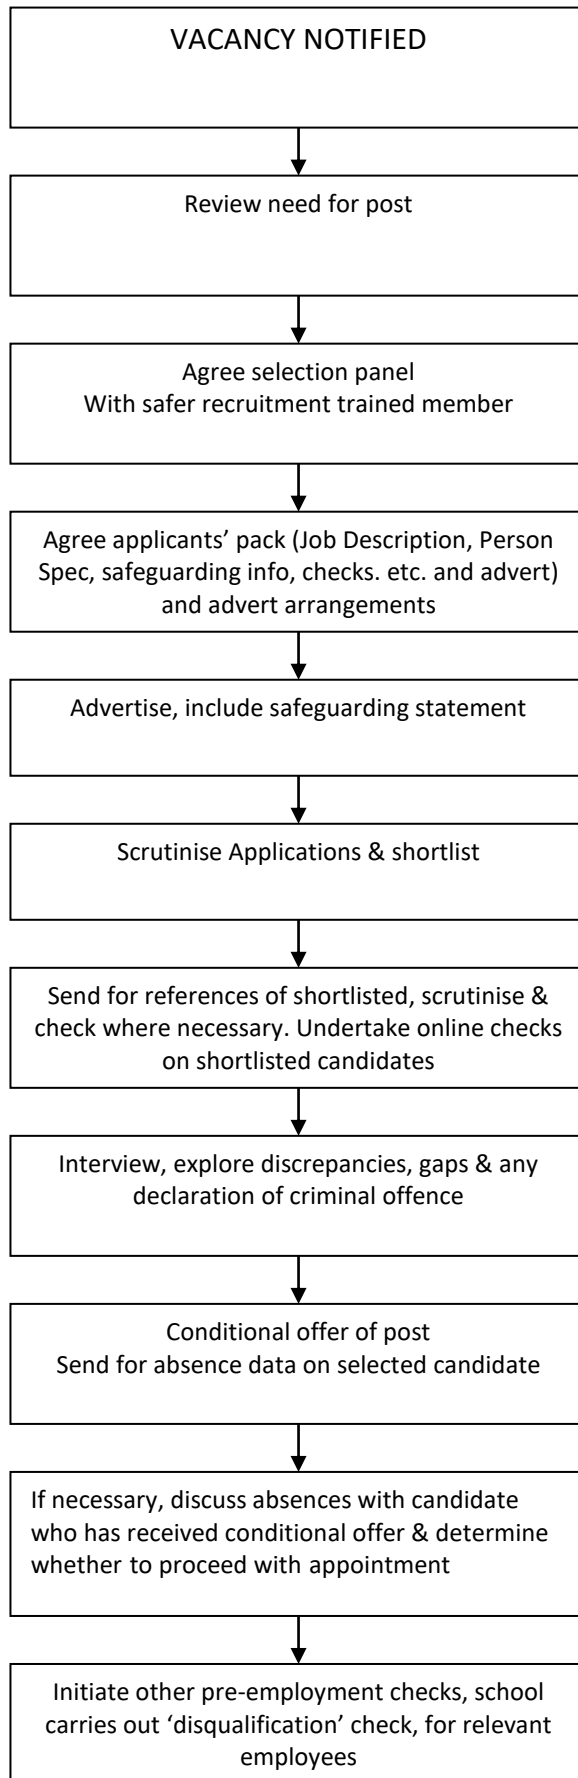 VACANCY NOTIFIED
Review need for post
Agree selection panel
With safer recruitment trained member
Agree applicants’ pack (Job Description, Person
Spec, safeguarding info, checks. etc. and advert)
and advert arrangements
Advertise, include safeguarding statement
Scrutinise Applications & shortlist
Send for references of shortlisted, scrutinise &
check where necessary. Undertake online checks
on shortlisted candidates
Interview, explore discrepancies, gaps & any
declaration of criminal offence
Conditional offer of post
Send for absence data on selected candidate
If necessary, discuss absences with candidate
who has received conditional offer & determine
whether to proceed with appointment
Initiate other pre-employment checks, school
carries out ‘disqualification’ check, for relevant
employees